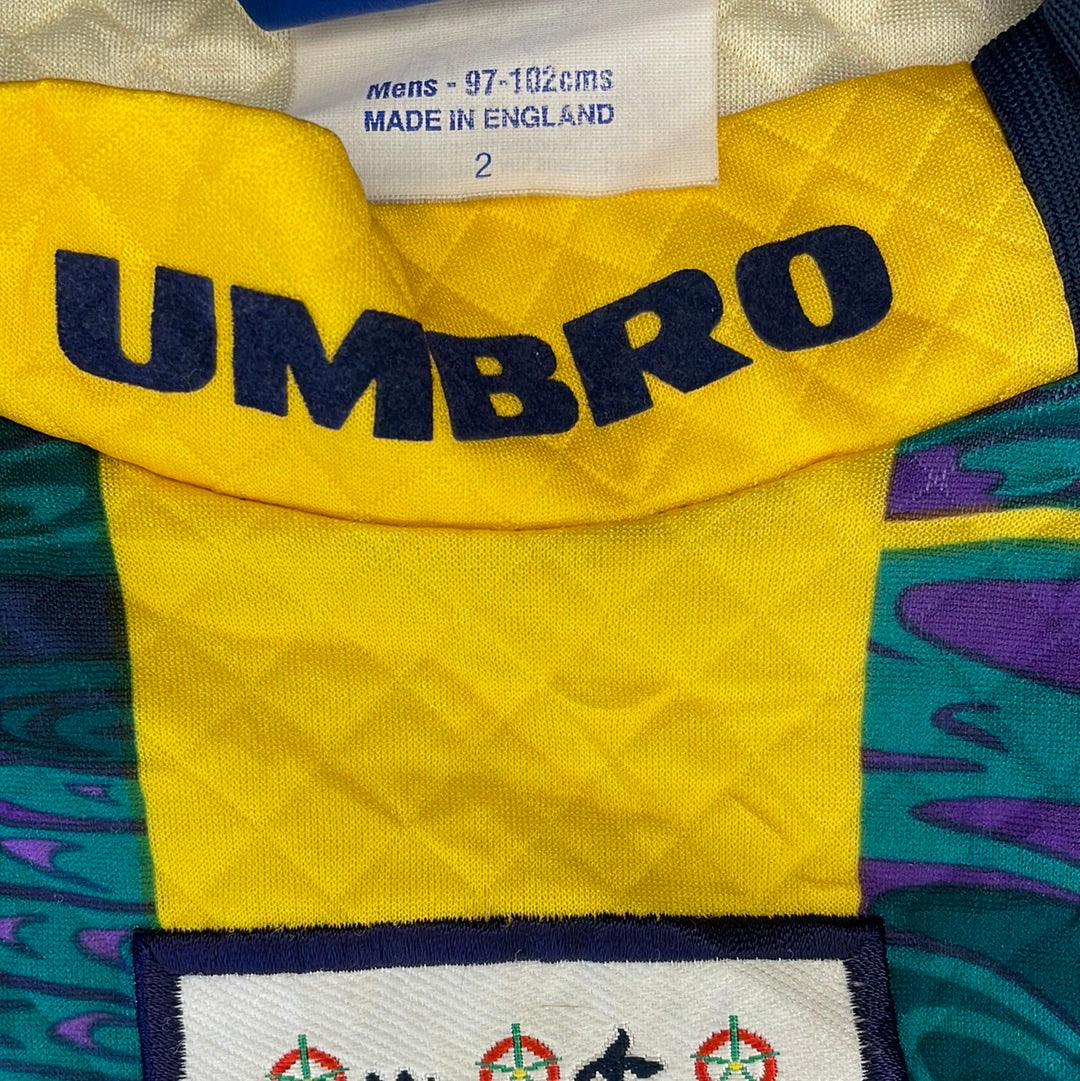 Mens - 97-102cms
MADE IN ENGLAND
2
UMBRO